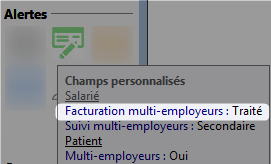 Alertes
Champs personnalisés
Salarié
Facturation multi-employeurs : Traité
Suivi multi-employeurs : Secondaire
Patient
Multi-employeurs : Oui